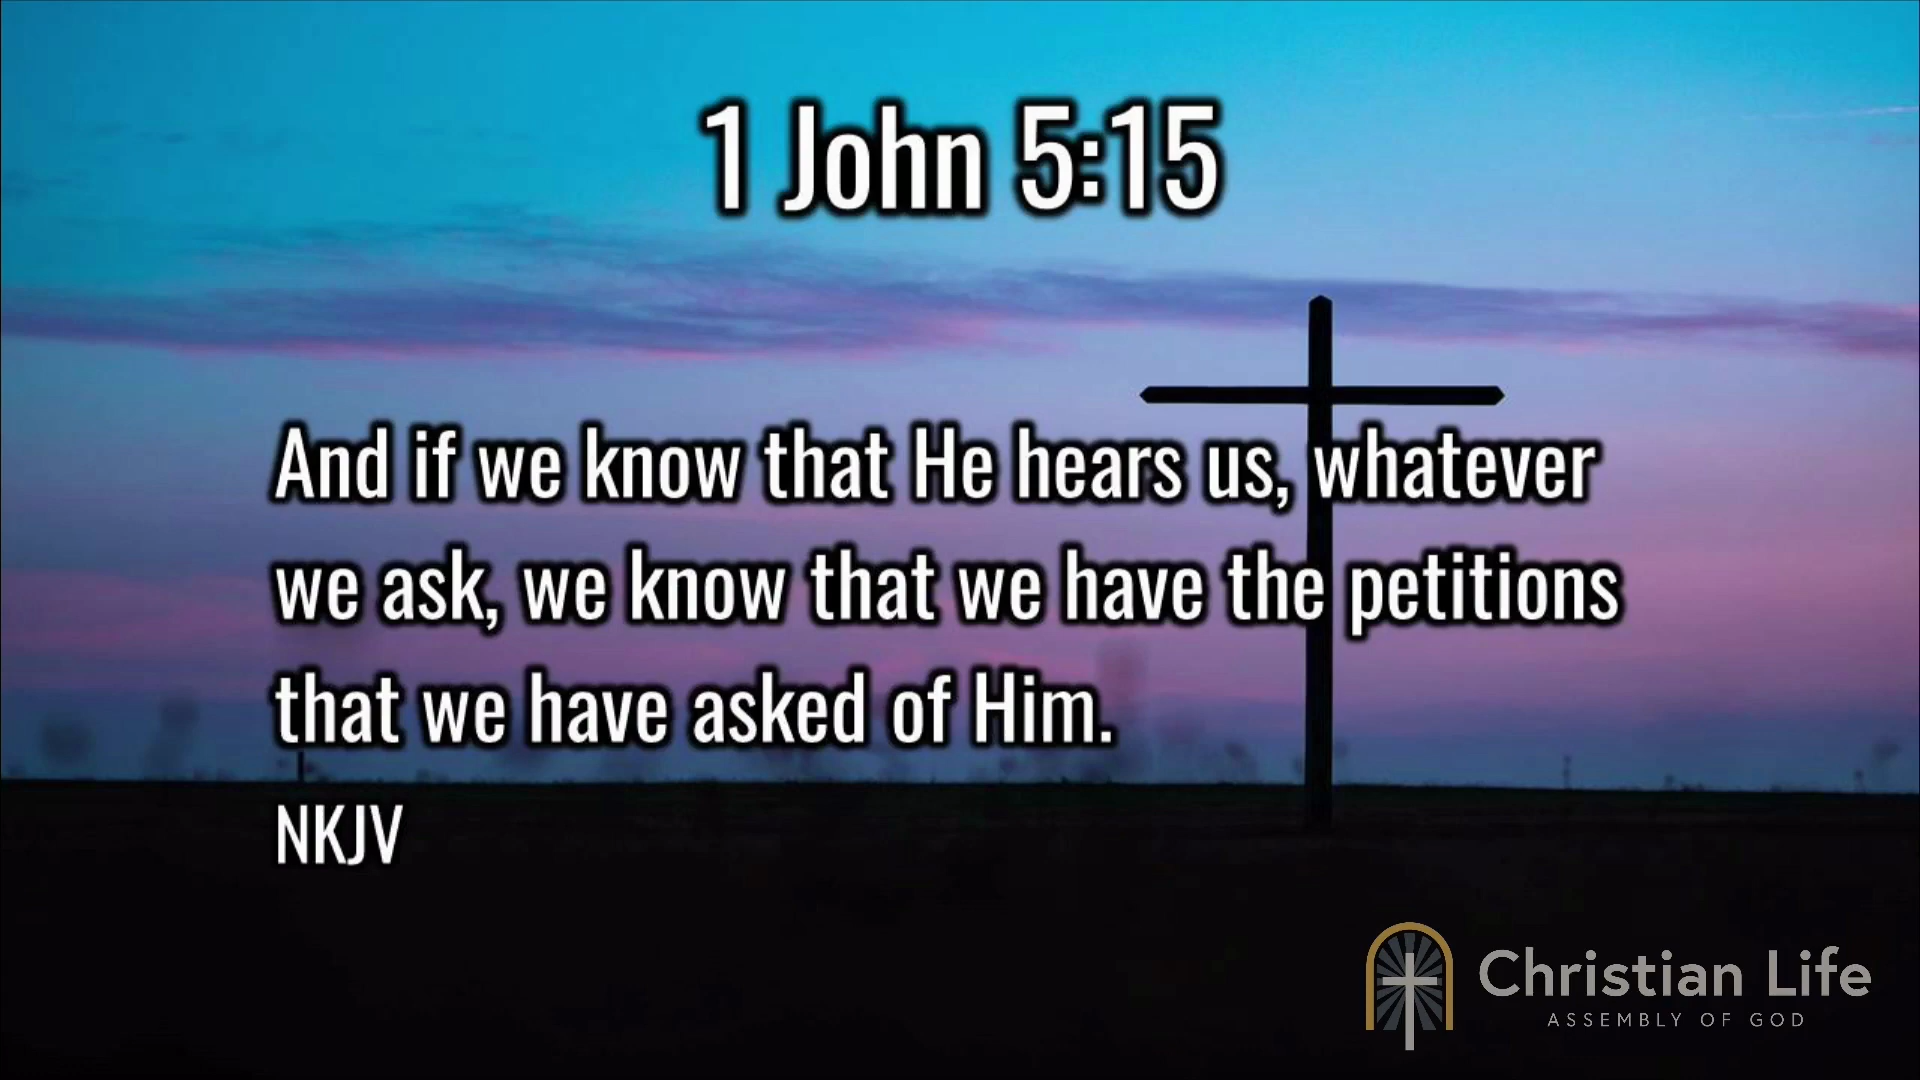 1 John 5:15
And if we know that He hears us, whatever
we ask, we know that we have the petitions
that we have asked of Him.
NKJV
Christian Life
ASSEMBLY OF GOD